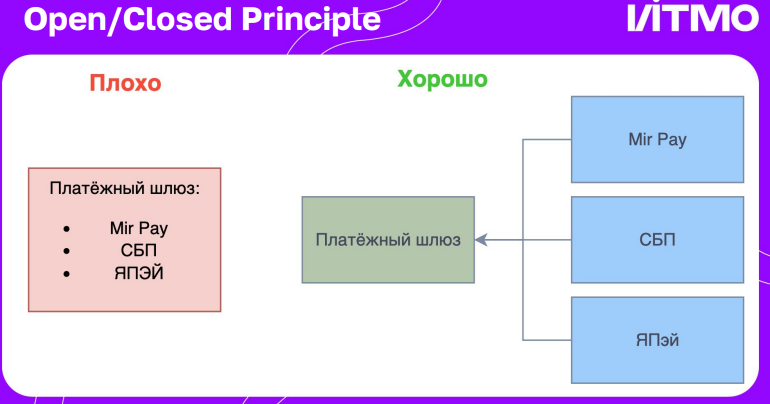 Open/Closed Principle
ИТМО
Плохо
Хорошо
Платёжный шлюз:
• Mir Pay
• СБП
• ЯПЭЙ
Платёжный шлюз
Mir Pay
СБП
ЯПэй